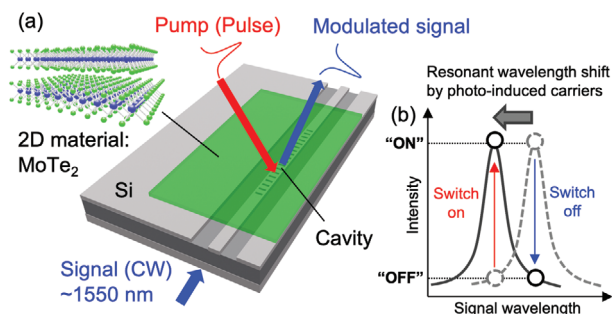 (a)
Pump (Pulse)
Modulated signal
2D material:
MoTe2
Si
Cavity
Signal (CW)
~1550 nm
Resonant wavelength shift
by photo-induced carriers
(b)
“ON”
Switch
on
Switch
off
“OFF”
Intensity
Signal wavelength